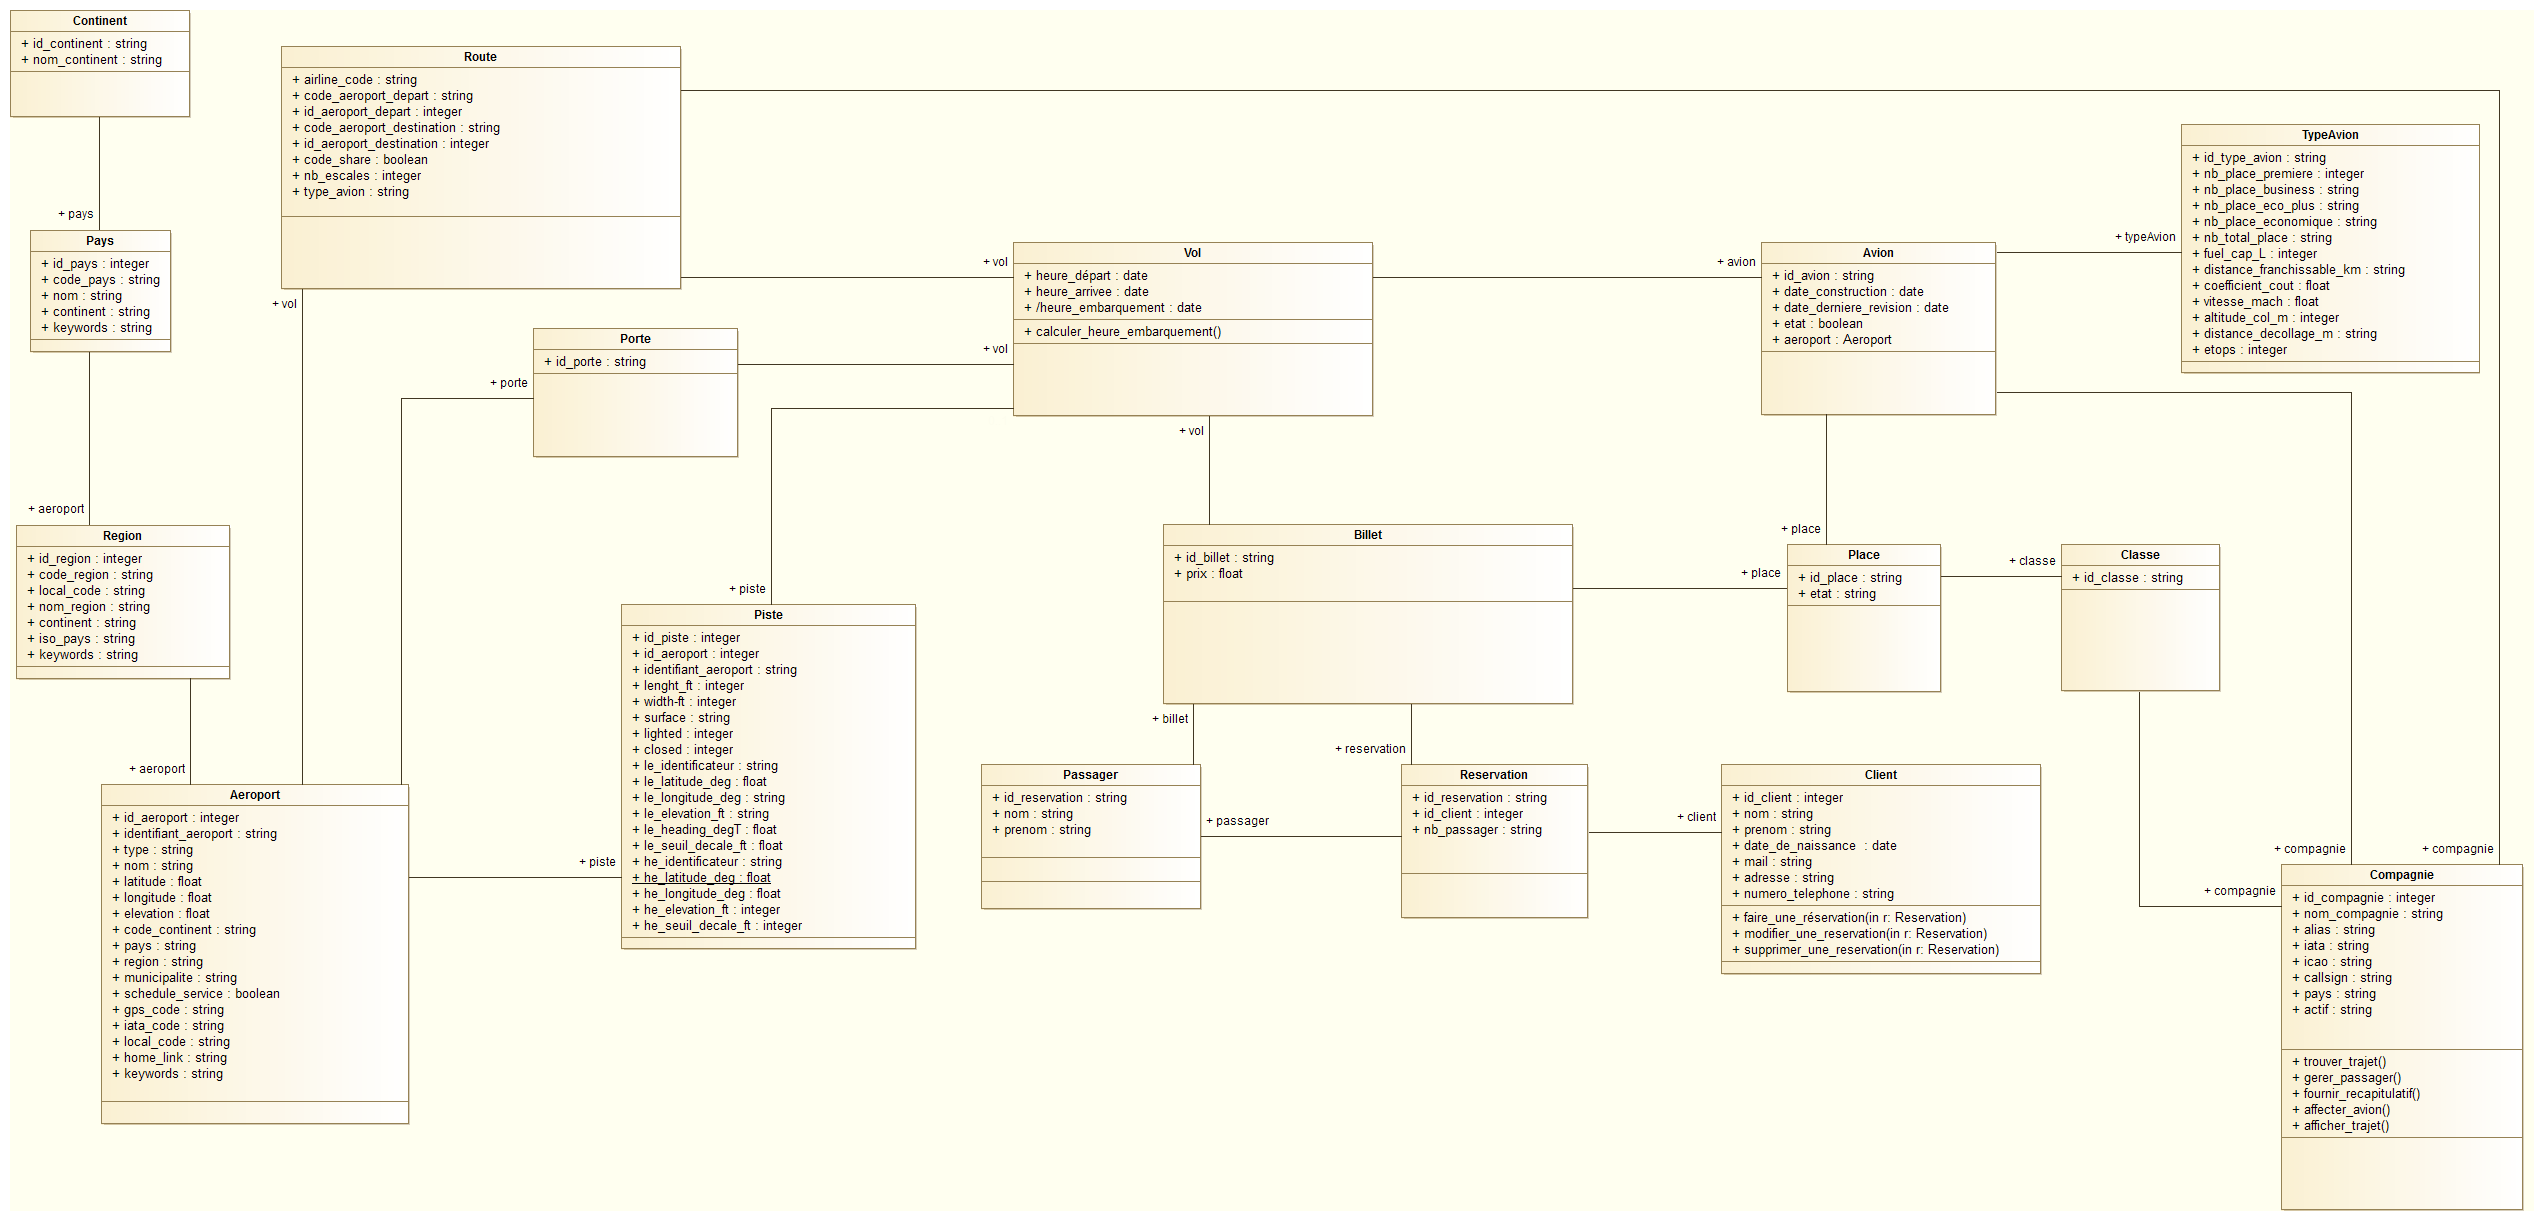 Continent
+ id_continent : string
+ nom_continent : string
+ pays
Pays
+ id_pays : integer
+ code_pays : string
+ nom : string
+ continent : string
+ keywords : string
+ aeroport
Region
+ id_region : integer
+ code_region : string
+ local_code : string
+ nom_region : string
+ continent : string
+ iso_pays : string
+ keywords : string
+ aeroport
Aeroport
+ id_aeroport : integer
+ identifiant_aeroport : string
+ type : string
+ nom : string
+ latitude : float
+ longitude : float
+ elevation : float
+ code_continent : string
+ pays : string
+ region : string
+ municipalite : string
+ schedule_service : boolean
+ gps_code : string
+ iata_code : string
+ local_code : string
+ home_link : string
+ keywords : string
Route
+ airline_code : string
+ code_aeroport_depart : string
+ id_aeroport_depart : integer
+ code_aeroport_destination : string
+ id_aeroport_destination : integer
+ code_share : boolean
+ nb_escales : integer
+ type_avion : string
+ vol
+ vol
Porte
+ id_porte : string
+ porte
+ vol
Vol
+ heure_départ : date
+ heure_arrivee : date
+ /heure_embarquement : date
+ calculer_heure_embarquement()
+ vol
+ piste
Piste
+ id_piste : integer
+ id_aeroport : integer
+ identifiant_aeroport : string
+ lenght_ft : integer
+ width-ft : integer
+ surface : string
+ lighted : integer
+ closed : integer
+ le_identificateur : string
+ le_latitude_deg : float
+ le_longitude_deg : string
+ le_elevation_ft : string
+ le_heading_degT : float
+ le_seuil_decale_ft : float
+ he_identificateur : string
+ he_latitude_deg : float
+ he_longitude_deg : float
+ he_elevation_ft : integer
+ he_seuil_decale_ft : integer
+ piste
Billet
+ id_billet : string
+ prix : float
+ billet
+ reservation
Passager
+ id_reservation : string
+ nom : string
+ prenom : string
+ passager
Reservation
+ id_reservation : string
+ id_client : integer
+ nb_passager : string
+ client
Client
+ id_client : integer
+ nom : string
+ prenom : string
+ date_de_naissance : date
+ mail : string
+ adresse : string
+ numero_telephone : string
+ faire_une_réservation(in r: Reservation)
+ modifier_une_reservation(in r: Reservation)
+ supprimer_une_reservation(in r: Reservation)
+ avion
Avion
+ id_avion : string
+ date_construction : date
+ date_derniere_revision : date
+ etat : boolean
+ aeroport : Aeroport
+ typeAvion
TypeAvion
+ id_type_avion : string
+ nb_place_premiere : integer
+ nb_place_business : string
+ nb_place_eco_plus : string
+ nb_place_economique : string
+ nb_total_place : string
+ fuel_cap_L : integer
+ distance_franchissable_km : string
+ coefficient_cout : float
+ vitesse_mach : float
+ altitude_col_m : integer
+ distance_decollage_m : string
+ etops : integer
+ place
+ place
Place
+ id_place : string
+ etat : string
+ classe
Classe
+ id_classe : string
+ compagnie
+ compagnie
+ compagnie
Compagnie
+ id_compagnie : integer
+ nom_compagnie : string
+ alias : string
+ iata : string
+ icao : string
+ callsign : string
+ pays : string
+ actif : string
+ trouver_trajet()
+ gerer_passager()
+ fournir_recapitulatif()
+ affecter_avion()
+ afficher_trajet()